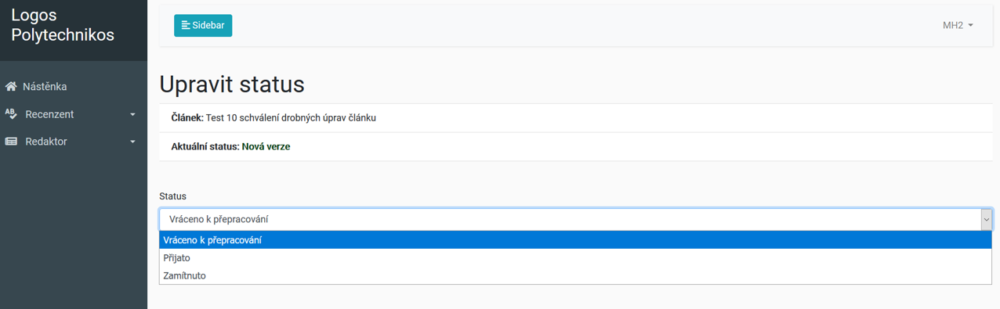 Logos
Polytechnikos
Sidebar
MH2
Nástěnka
Recenzent
Redaktor
Upravit status
Článek: Test 10 schválení drobných úprav článku
Aktuální status: Nová verze
Status
Vráceno k přepracování
Vráceno k přepracování
Přijato
Zamítnuto